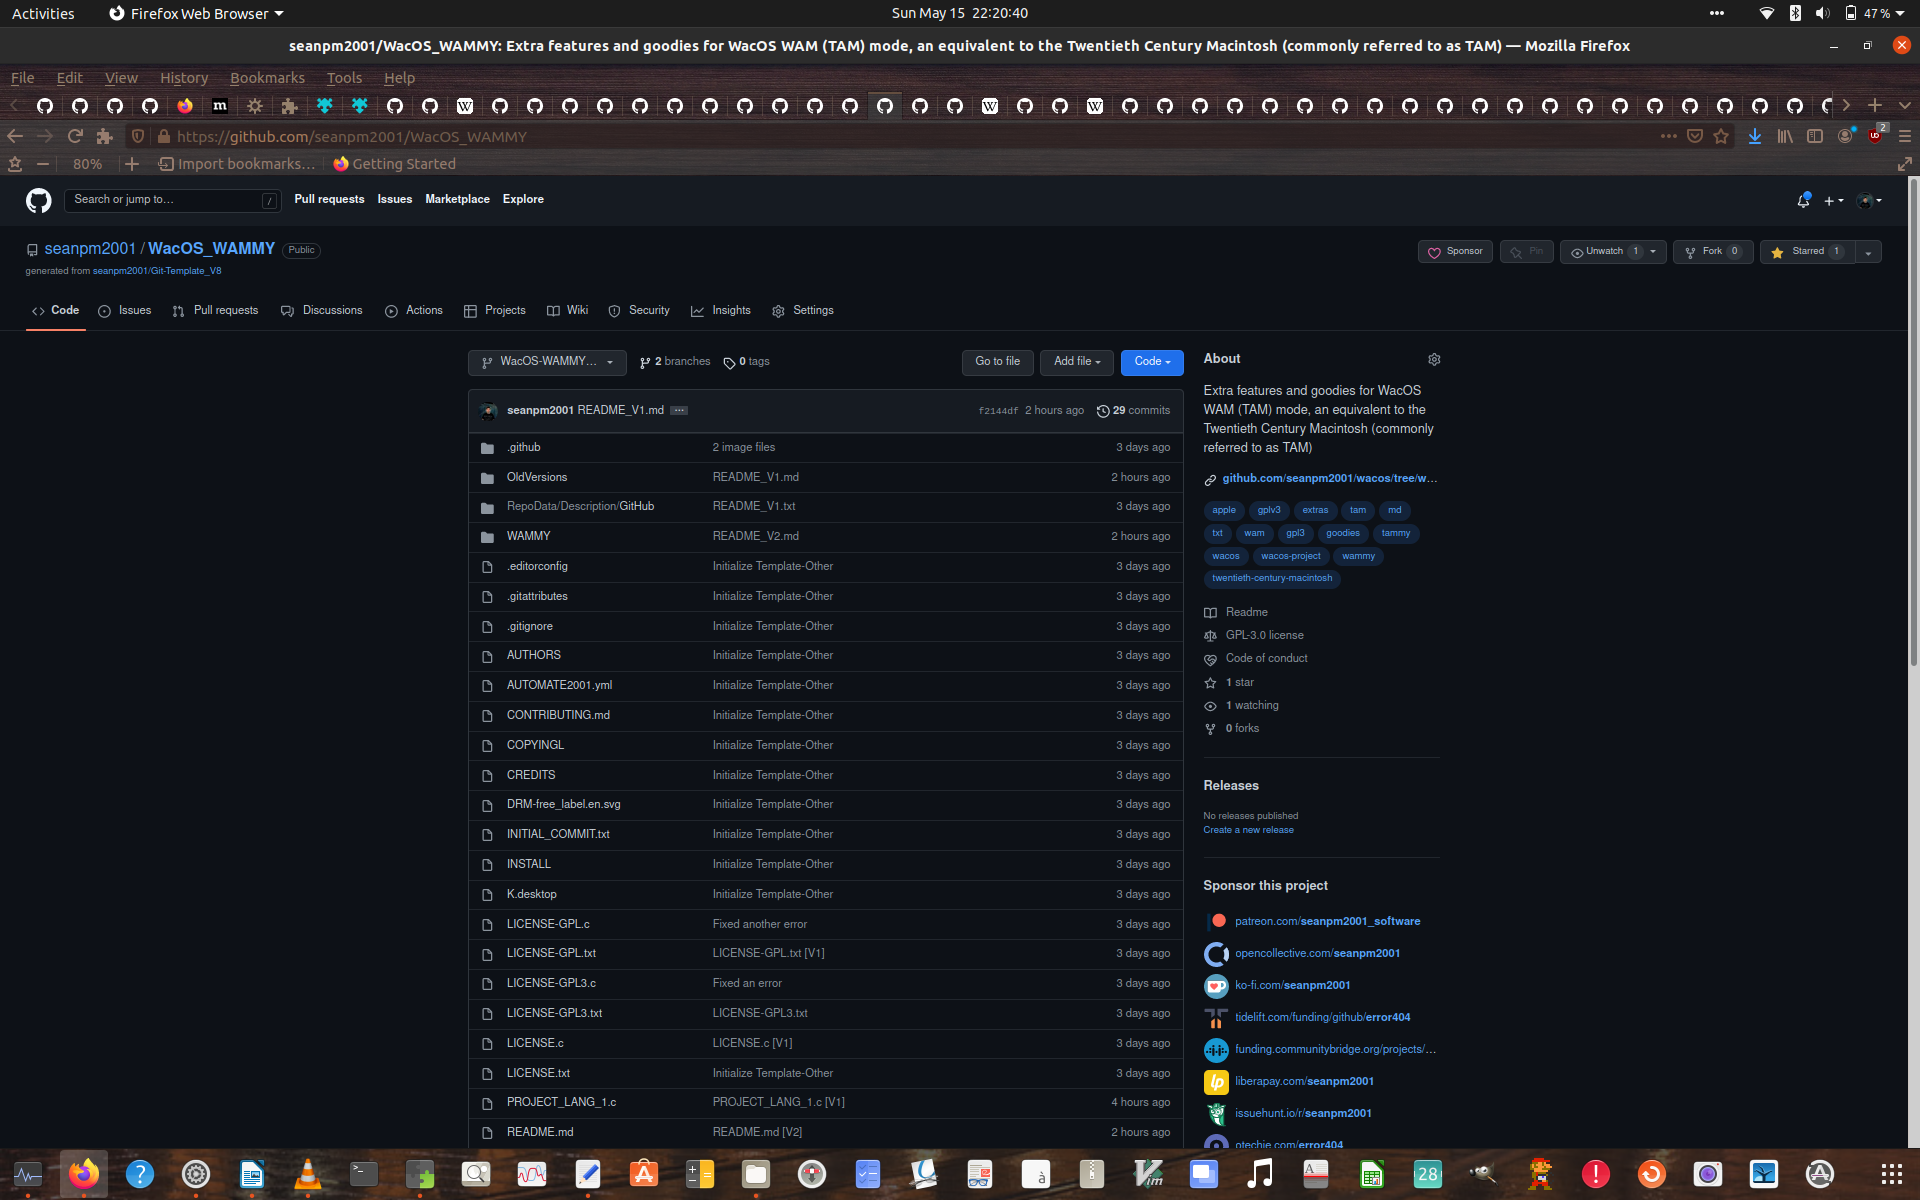 Activities Firefox Web Browser Sun May 15 22:20:40 47 %
seanpm2001/WacOS_WAMMY: Extra features and goodies for WacOS WAM (TAM) mode, an equivalent to the Twentieth Century Macintosh (commonly referred to as TAM) — Mozilla Firefox
File Edit View History Bookmarks Tools Help
https://github.com/seanpm2001/WacOS_WAMMY 2
80% Import bookmarks... Getting Started
Search or jump to... / Pull requests Issues Marketplace Explore
seanpm2001 / WacOS_WAMMY Public Sponsor Pin Unwatch 1 Fork 0 Starred 1
generated from seanpm2001/Git-Template_V8
Code Issues Pull requests Discussions Actions Projects Wiki Security Insights Settings
WacOS-WAMMY... 2 branches 0 tags Go to file Add file Code
seanpm2001 README_V1.md ... f2144df 2 hours ago 29 commits
.github 2 image files 3 days ago
OldVersions README_V1.md 2 hours ago
RepoData/Description/GitHub README_V1.txt 3 days ago
WAMMY README_V2.md 2 hours ago
.editorconfig Initialize Template-Other 3 days ago
.gitattributes Initialize Template-Other 3 days ago
.gitignore Initialize Template-Other 3 days ago
AUTHORS Initialize Template-Other 3 days ago
AUTOMATE2001.yml Initialize Template-Other 3 days ago
CONTRIBUTING.md Initialize Template-Other 3 days ago
COPYINGL Initialize Template-Other 3 days ago
CREDITS Initialize Template-Other 3 days ago
DRM-free_label.en.svg Initialize Template-Other 3 days ago
INITIAL_COMMIT.txt Initialize Template-Other 3 days ago
INSTALL Initialize Template-Other 3 days ago
K.desktop Initialize Template-Other 3 days ago
LICENSE-GPL.c Fixed another error 3 days ago
LICENSE-GPL.txt LICENSE-GPL.txt [V1] 3 days ago
LICENSE-GPL3.c Fixed an error 3 days ago
LICENSE-GPL3.txt LICENSE-GPL3.txt 3 days ago
LICENSE.c LICENSE.c [V1] 3 days ago
LICENSE.txt Initialize Template-Other 3 days ago
PROJECT_LANG_1.c PROJECT_LANG_1.c [V1] 4 hours ago
README.md README.md [V2] 2 hours ago
About
Extra features and goodies for WacOS
WAM (TAM) mode, an equivalent to the
Twentieth Century Macintosh (commonly
referred to as TAM)
github.com/seanpm2001/wacos/tree/w...
apple gplv3 extras tam md
txt wam gpl3 goodies tammy
wacos wacos-project wammy
twentieth-century-macintosh
Readme
GPL-3.0 license
Code of conduct
1 star
1 watching
0 forks
Releases
No releases published
Create a new release
Sponsor this project
patreon.com/seanpm2001_software
opencollective.com/seanpm2001
ko-fi.com/seanpm2001
tidelift.com/funding/github/error404
funding.communitybridge.org/projects/...
liberapay.com/seanpm2001
issuehunt.io/r/seanpm2001
otechie.com/error404
28